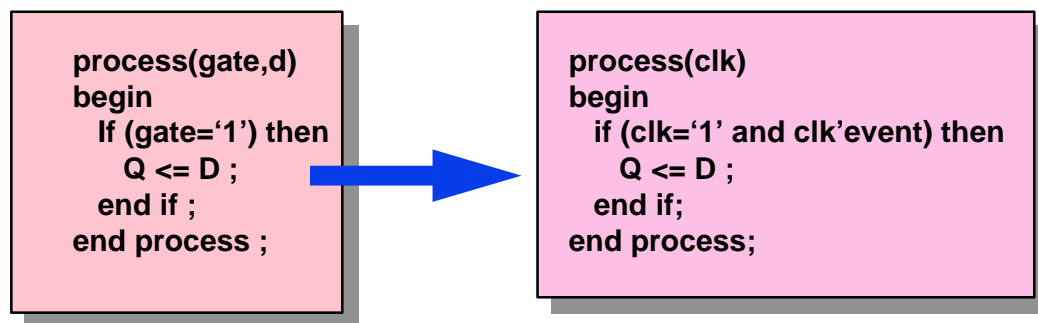 process(gate,d)
begin
If (gate=‘1’) then
Q <= D ;
end if ;
end process ;
process(clk)
begin
if (clk=‘1’ and clk’event) then
Q <= D ;
end if;
end process;